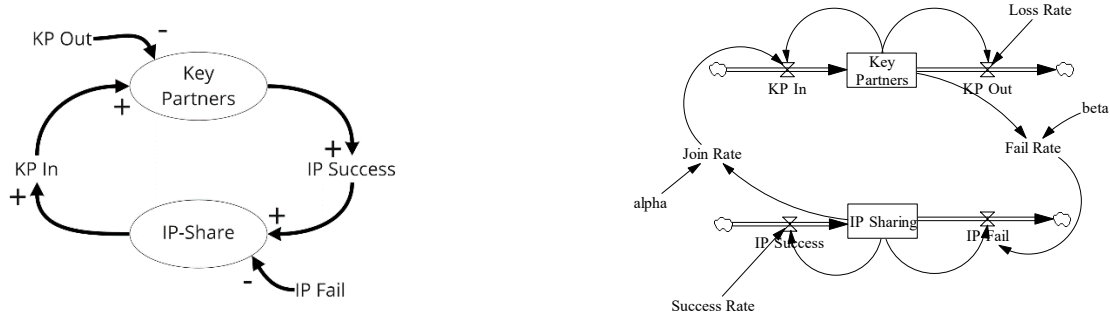 KP Out
-
Key
Partners
+
+
KP In
IP Success
+
+
IP-Share
-
IP Fail
Loss Rate
Key
Partners
KP In
KP Out
beta
Join Rate
Fail Rate
alpha
IP Sharing
IP Success
IP Fail
Success Rate